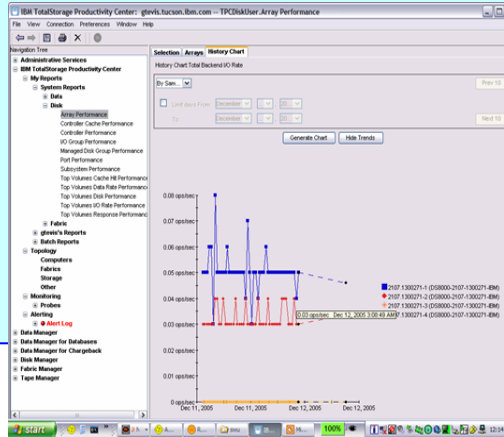 IBM TotalStorage Productivity Center: gtevis.tucson.ibm.com -- TPCDiskUser.Array Performance
File View Connection Preferences Window Help
Navigation Tree
Administrative Services
IBM TotalStorage Productivity Center
My Reports
System Reports
Data
Disk
Array Performance
Controller Cache Performance
Controller Performance
I/O Group Performance
Managed Disk Group Performance
Port Performance
Subsystem Performance
Top Volumes Cache Hit Performance
Top Volumes Data Rate Performance
Top Volumes Disk Performance
Top Volumes I/O Rate Performance
Top Volumes Response Performanc
Fabric
gtevis's Reports
Batch Reports
Topology
Computers
Fabrics
Storage
Other
Monitoring
Probes
Alerting
Alert Log
Data Manager
Data Manager for Databases
Data Manager for Chargeback
Disk Manager
Fabric Manager
Tape Manager
Selection Arrays History Chart
History Chart:Total Backend I/O Rate
By Sam...
Prev 10
Limit days From: December
To: December
Next 10
Generate Chart Hide Trends
0.08 ops/sec
0.07 ops/sec
0.06 ops/sec
0.05 ops/sec
0.04 ops/sec
0.03 ops/sec
0.02 ops/sec
0.01 ops/sec
0 ops/sec
Dec 11, 2005 Dec 11, 2005 Dec 12, 2005 Dec 12, 2005
2107.1300271-1 (DS8000-2107-1300271-IBM)
2107.1300271-2 (DS8000-2107-1300271-IBM)
2107.1300271-3 (DS8000-2107-1300271-IBM)
7.1300271-4 (DS8000-2107-1300271-IBM)
0.03 ops/sec Dec 12, 2005 3:08:49 AM
start
100%